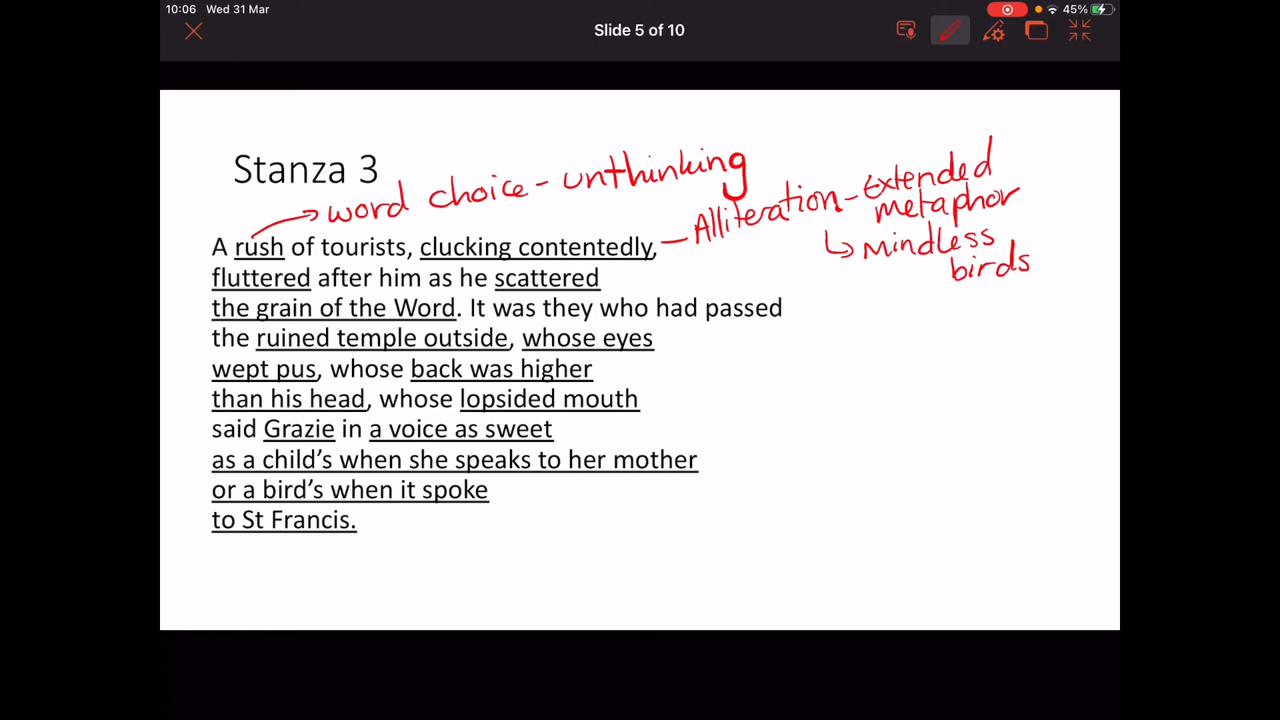 10:06 Wed 31 Mar
45%
Slide 5 of 10
Stanza 3
word choice - unthinking
Alliteration - Extended
metaphor
↳ Mindless
birds
A rush of tourists, clucking contentedly,
fluttered after him as he scattered
the grain of the Word. It was they who had passed
the ruined temple outside, whose eyes
wept pus, whose back was higher
than his head, whose lopsided mouth
said Grazie in a voice as sweet
as a child’s when she speaks to her mother
or a bird’s when it spoke
to St Francis.